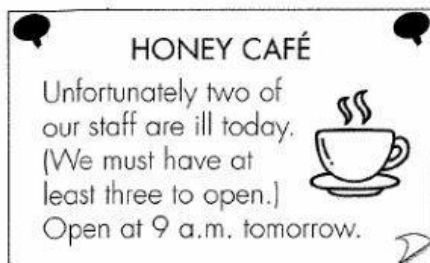 HONEY CAFÉ
Unfortunately two of
our staff are ill today.
(We must have at
least three to open.)
Open at 9 a.m. tomorrow.